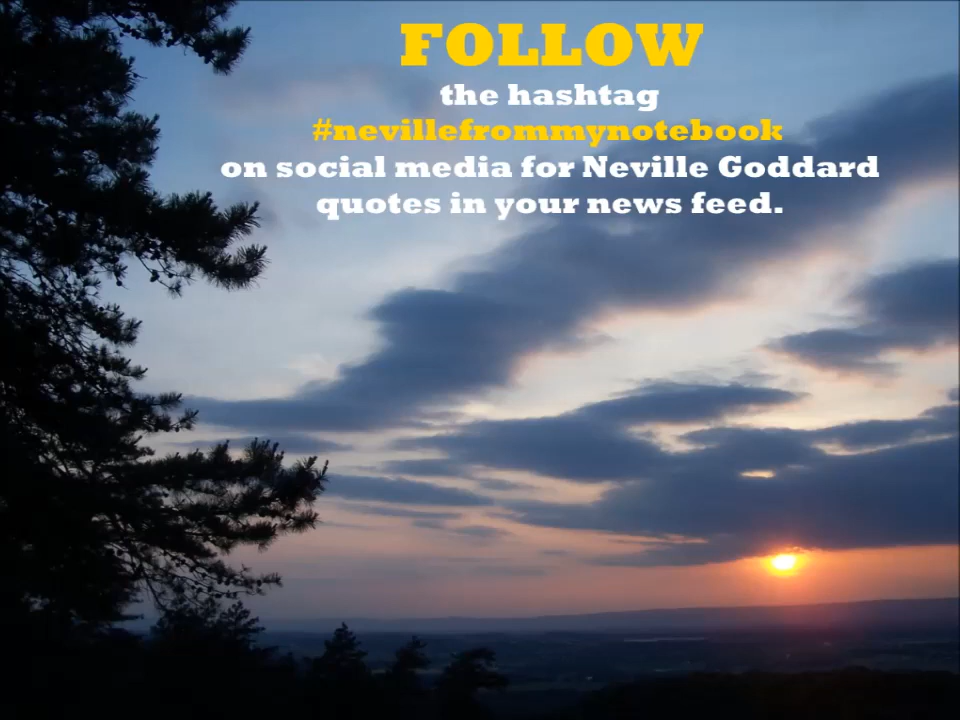 FOLLOW
the hashtag
#nevillefrommynotebook
on social media for Neville Goddard
quotes in your news feed.